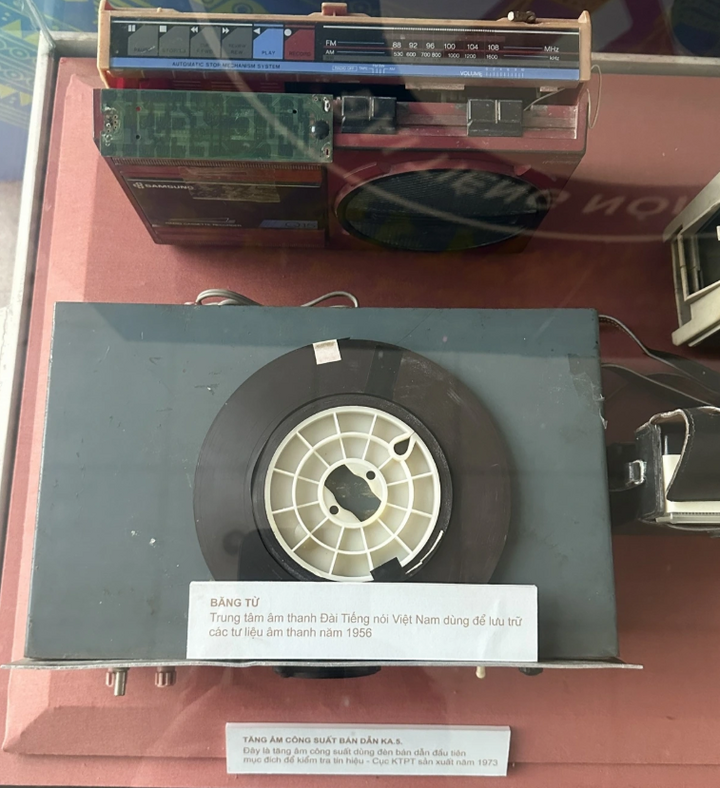 PLAY
FM 88 92 96 100 104 108 MHz
AM 530 600 700 800 1000 1200 1600 kHz
AUTOMATIC STOP MECHANISM SYSTEM
VOLUME
SAMSUNG
TIẾNG NÓI
BĂNG TỪ
Trung tâm âm thanh Đài Tiếng nói Việt Nam dùng để lưu trữ
các tư liệu âm thanh năm 1956
TĂNG ÂM CÔNG SUẤT BÁN DẪN KA.5.
Đây là tăng âm công suất dùng đèn bán dẫn đầu tiên
mục đích để kiểm tra tín hiệu - Cục KTPT sản xuất năm 1973